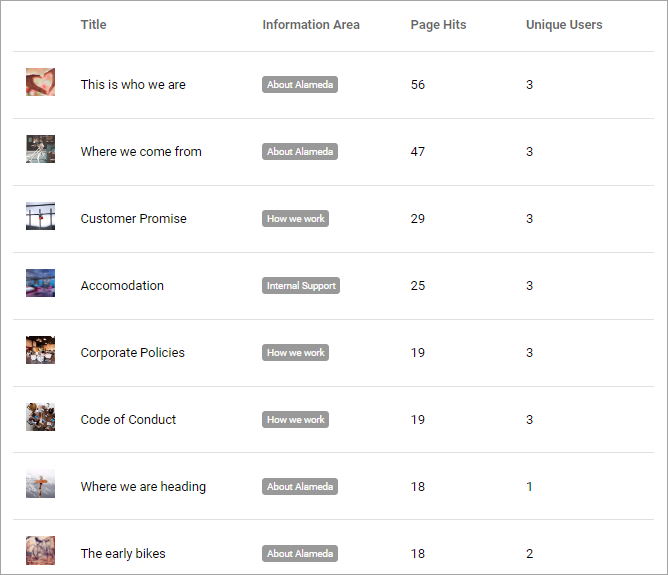 Title Information Area Page Hits Unique Users
This is who we are About Alameda 56 3
Where we come from About Alameda 47 3
Customer Promise How we work 29 3
Accomodation Internal Support 25 3
Corporate Policies How we work 19 3
Code of Conduct How we work 19 3
Where we are heading About Alameda 18 1
The early bikes About Alameda 18 2